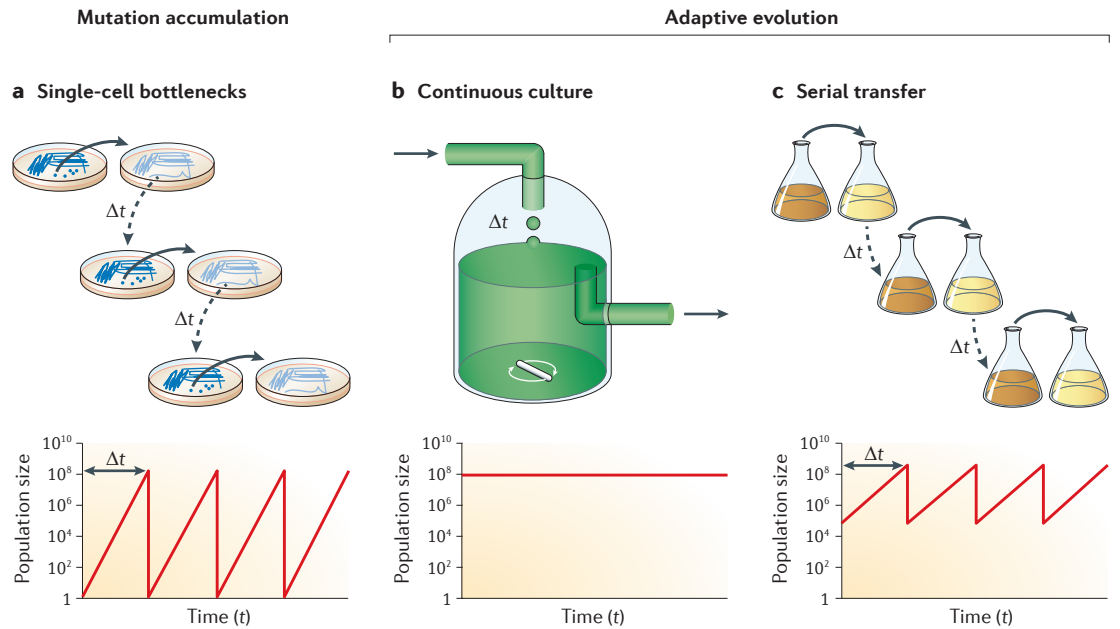 Mutation accumulation
Adaptive evolution
a Single-cell bottlenecks
Δt
Δt
Population size
10¹⁰
10⁸
10⁶
10⁴
10²
1
Δt
Time (t)
b Continuous culture
Δt
Population size
10¹⁰
10⁸
10⁶
10⁴
10²
1
Time (t)
c Serial transfer
Δt
Δt
Population size
10¹⁰
10⁸
10⁶
10⁴
10²
1
Δt
Time (t)